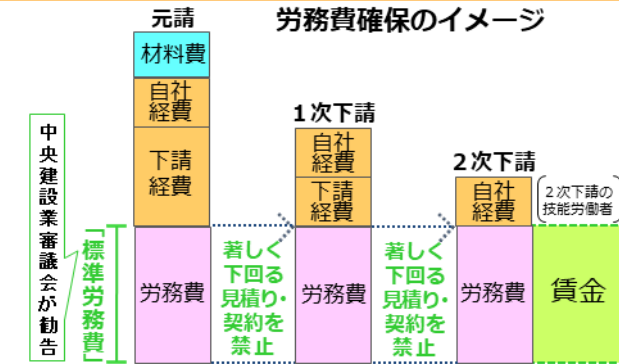 労務費確保のイメージ
元請
材料費
自社
経費
下請
経費
労務費
中央建設業審議会が勧告
「標準労務費」
著しく
下回る
見積り・
契約を
禁止
1次下請
自社
経費
下請
経費
労務費
著しく
下回る
見積り・
契約を
禁止
2次下請
自社
経費
労務費
2次下請の
技能労働者
賃金